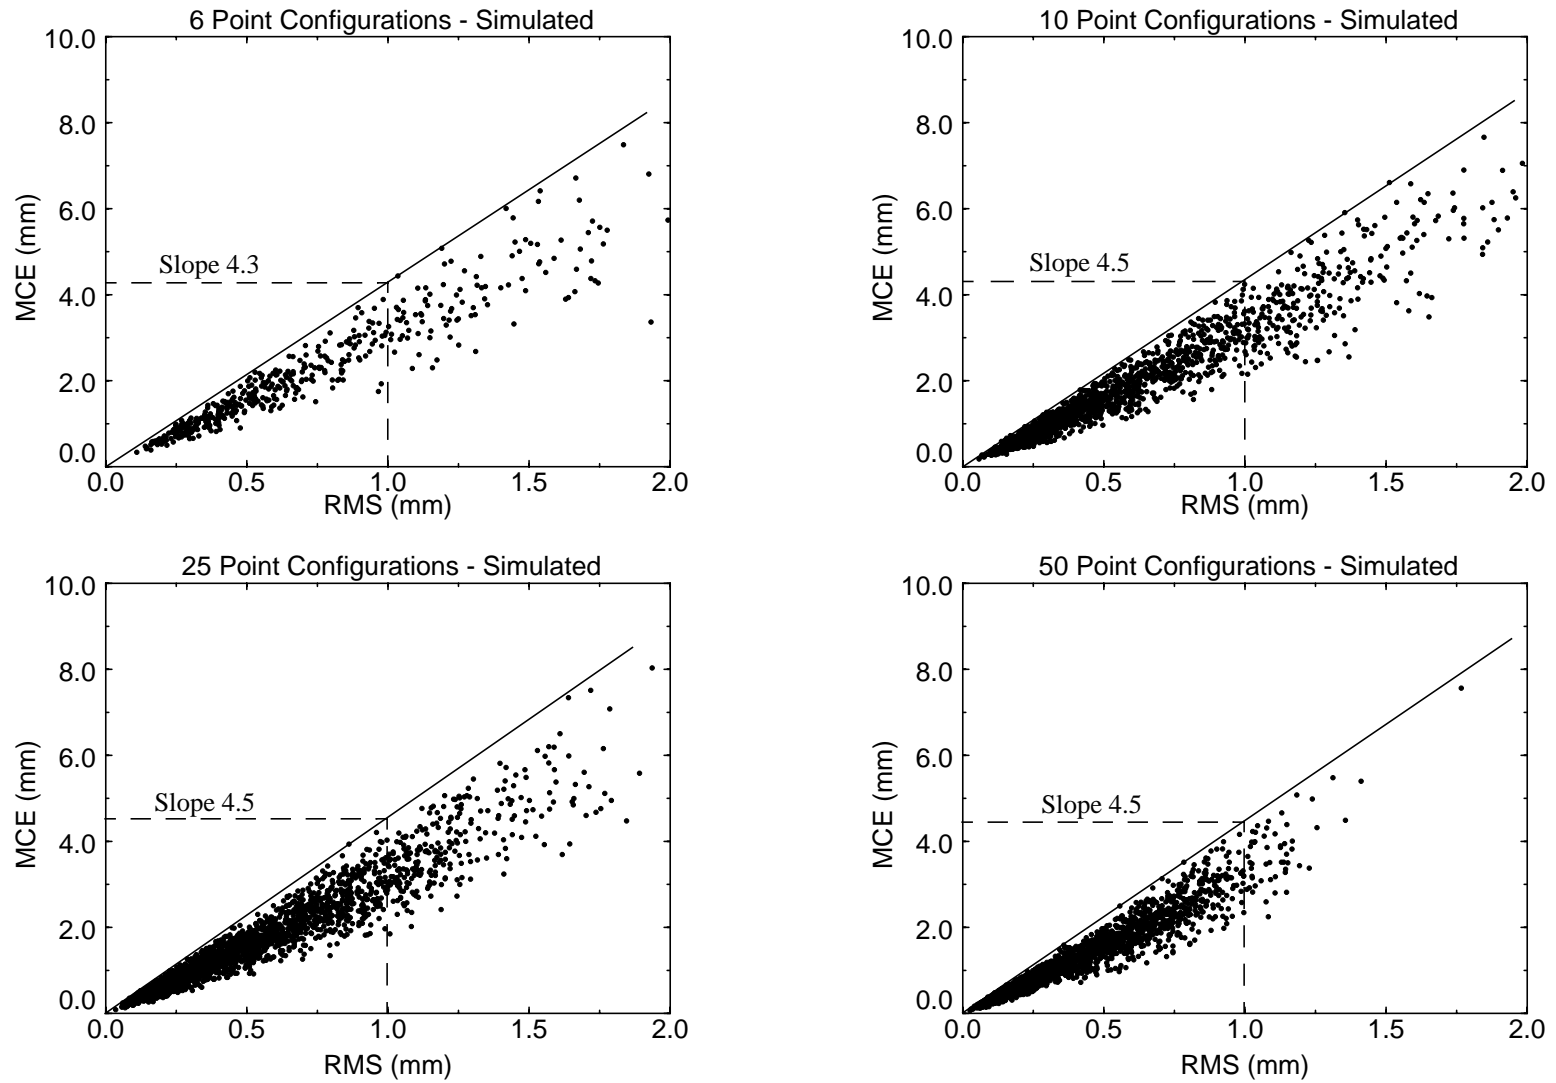 6 Point Configurations - Simulated
10.0
8.0
6.0
4.0
2.0
0.0
MCE (mm)
Slope 4.3
0.0 0.5 1.0 1.5 2.0
RMS (mm)
10 Point Configurations - Simulated
10.0
8.0
6.0
4.0
2.0
0.0
MCE (mm)
Slope 4.5
0.0 0.5 1.0 1.5 2.0
RMS (mm)
25 Point Configurations - Simulated
10.0
8.0
6.0
4.0
2.0
0.0
MCE (mm)
Slope 4.5
0.0 0.5 1.0 1.5 2.0
RMS (mm)
50 Point Configurations - Simulated
10.0
8.0
6.0
4.0
2.0
0.0
MCE (mm)
Slope 4.5
0.0 0.5 1.0 1.5 2.0
RMS (mm)